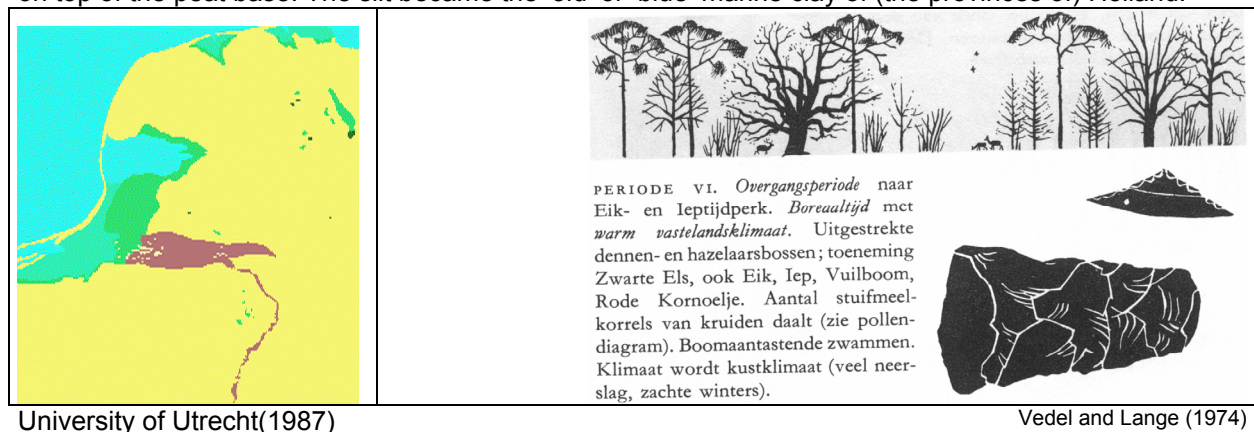 on top of the peat base. The silt became the ‘old’ or ‘blue’ marine clay of (the provinces of) Holland.
PERIODE VI. Overgangsperiode naar
Eik- en Ieptijdperk. Boreaaltijd met
warm vastelandsklimaat. Uitgestrekte
dennen- en hazelaarsbossen; toeneming
Zwarte Els, ook Eik, Iep, Vuilboom,
Rode Kornoelje. Aantal stuifmeel-
korrels van kruiden daalt (zie pollen-
diagram). Boomaantastende zwammen.
Klimaat wordt kustklimaat (veel neer-
slag, zachte winters).
University of Utrecht(1987)
Vedel and Lange (1974)